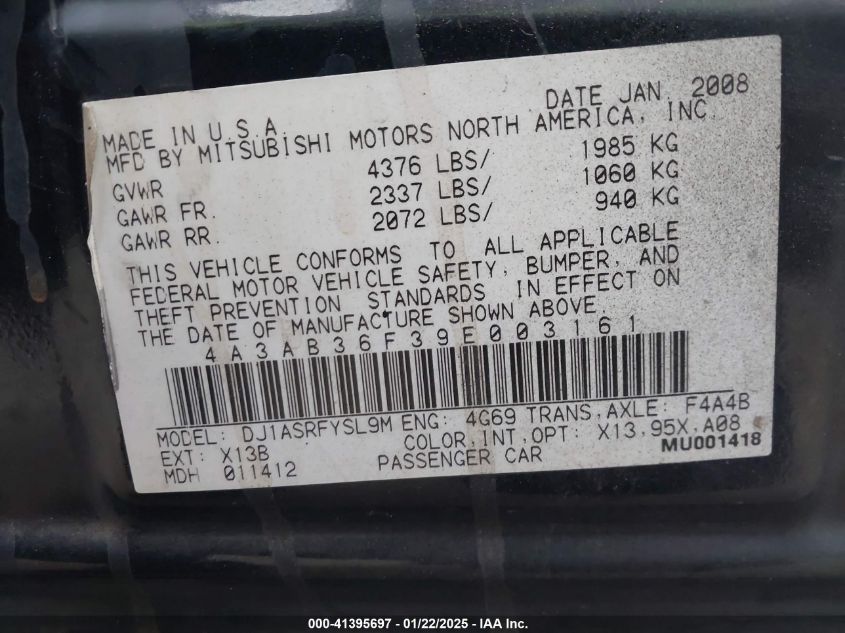 DATE JAN 2008
MADE IN U.S.A.
MFD BY MITSUBISHI MOTORS NORTH AMERICA, INC.
GVWR 4376 LBS/ 1985 KG
GAWR FR. 2337 LBS/ 1060 KG
GAWR RR. 2072 LBS/ 940 KG
THIS VEHICLE CONFORMS TO ALL APPLICABLE
FEDERAL MOTOR VEHICLE SAFETY, BUMPER, AND
THEFT PREVENTION STANDARDS IN EFFECT ON
THE DATE OF MANUFACTURE SHOWN ABOVE.
4A3AB36F39E003161
MODEL: DJ1ASRFYSL9M ENG: 4G69 TRANS, AXLE: F4A4B
EXT: X13B COLOR, INT, OPT: X13, 95X, A08
MDH 011412 PASSENGER CAR MU001418
000-41395697 - 01/22/2025 - IAA Inc.